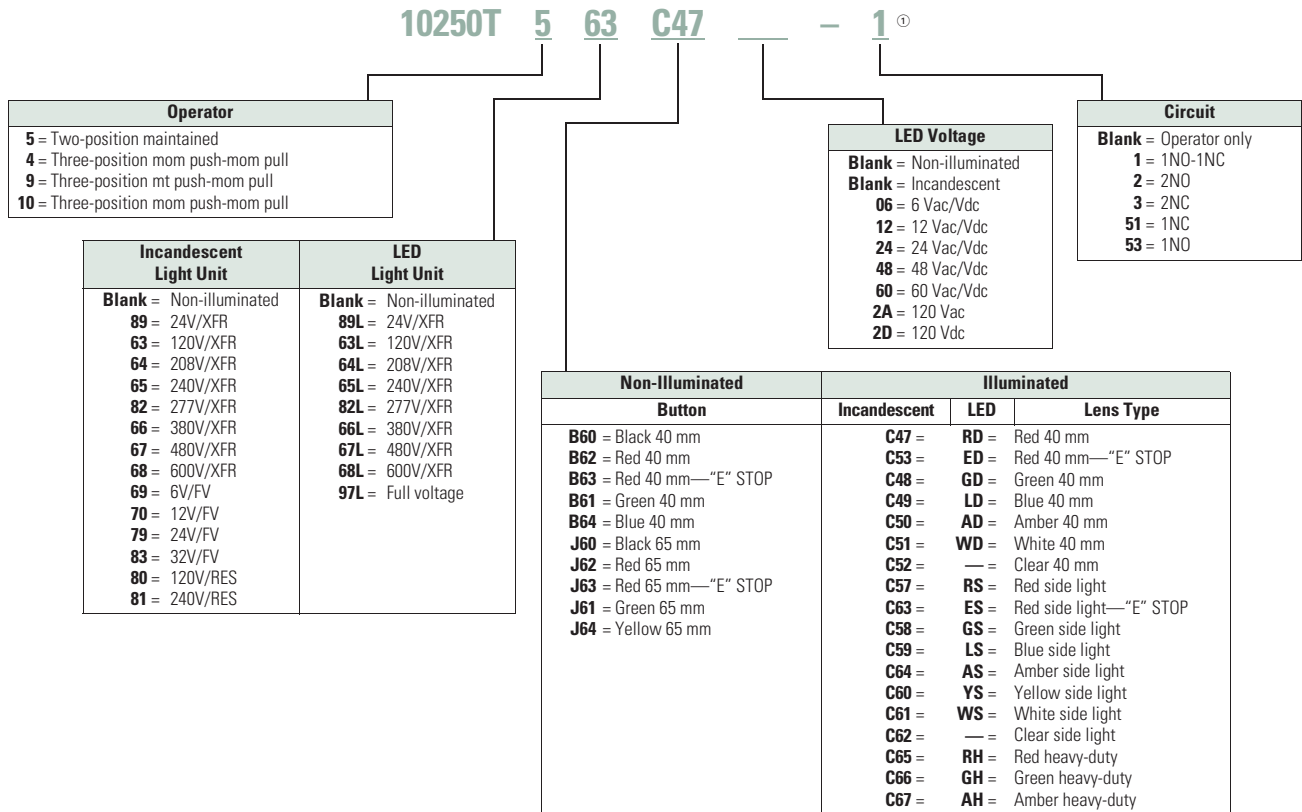 10250T 5 63 C47 ___ – 1 ①
Operator
5 = Two-position maintained
4 = Three-position mom push-mom pull
9 = Three-position mt push-mom pull
10 = Three-position mom push-mom pull
Incandescent Light Unit
Blank = Non-illuminated
89 = 24V/XFR
63 = 120V/XFR
64 = 208V/XFR
65 = 240V/XFR
82 = 277V/XFR
66 = 380V/XFR
67 = 480V/XFR
68 = 600V/XFR
69 = 6V/FV
70 = 12V/FV
79 = 24V/FV
83 = 32V/FV
80 = 120V/RES
81 = 240V/RES
LED Light Unit
Blank = Non-illuminated
89L = 24V/XFR
63L = 120V/XFR
64L = 208V/XFR
65L = 240V/XFR
82L = 277V/XFR
66L = 380V/XFR
67L = 480V/XFR
68L = 600V/XFR
97L = Full voltage
LED Voltage
Blank = Non-illuminated
Blank = Incandescent
06 = 6 Vac/Vdc
12 = 12 Vac/Vdc
24 = 24 Vac/Vdc
48 = 48 Vac/Vdc
60 = 60 Vac/Vdc
2A = 120 Vac
2D = 120 Vdc
Circuit
Blank = Operator only
1 = 1NO-1NC
2 = 2NO
3 = 2NC
51 = 1NC
53 = 1NO
Non-Illuminated
Button
B60 = Black 40 mm
B62 = Red 40 mm
B63 = Red 40 mm—“E” STOP
B61 = Green 40 mm
B64 = Blue 40 mm
J60 = Black 65 mm
J62 = Red 65 mm
J63 = Red 65 mm—“E” STOP
J61 = Green 65 mm
J64 = Yellow 65 mm
Illuminated
Incandescent LED Lens Type
C47 = RD = Red 40 mm
C53 = ED = Red 40 mm—“E” STOP
C48 = GD = Green 40 mm
C49 = LD = Blue 40 mm
C50 = AD = Amber 40 mm
C51 = WD = White 40 mm
C52 = — = Clear 40 mm
C57 = RS = Red side light
C63 = ES = Red side light—“E” STOP
C58 = GS = Green side light
C59 = LS = Blue side light
C64 = AS = Amber side light
C60 = YS = Yellow side light
C61 = WS = White side light
C62 = — = Clear side light
C65 = RH = Red heavy-duty
C66 = GH = Green heavy-duty
C67 = AH = Amber heavy-duty